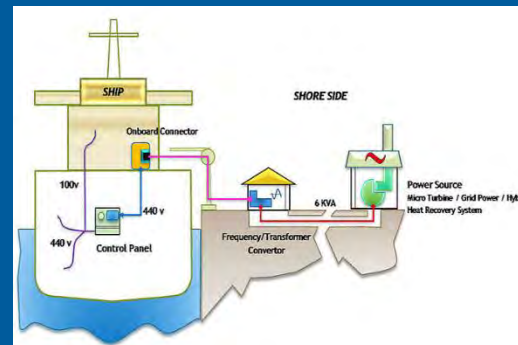 SHIP
SHORE SIDE
Onboard Connector
100v
440 v
440 v
Control Panel
6 KVA
Frequency/Transformer
Convertor
Power Source
Micro Turbine / Grid Power / Hyb
Heat Recovery System